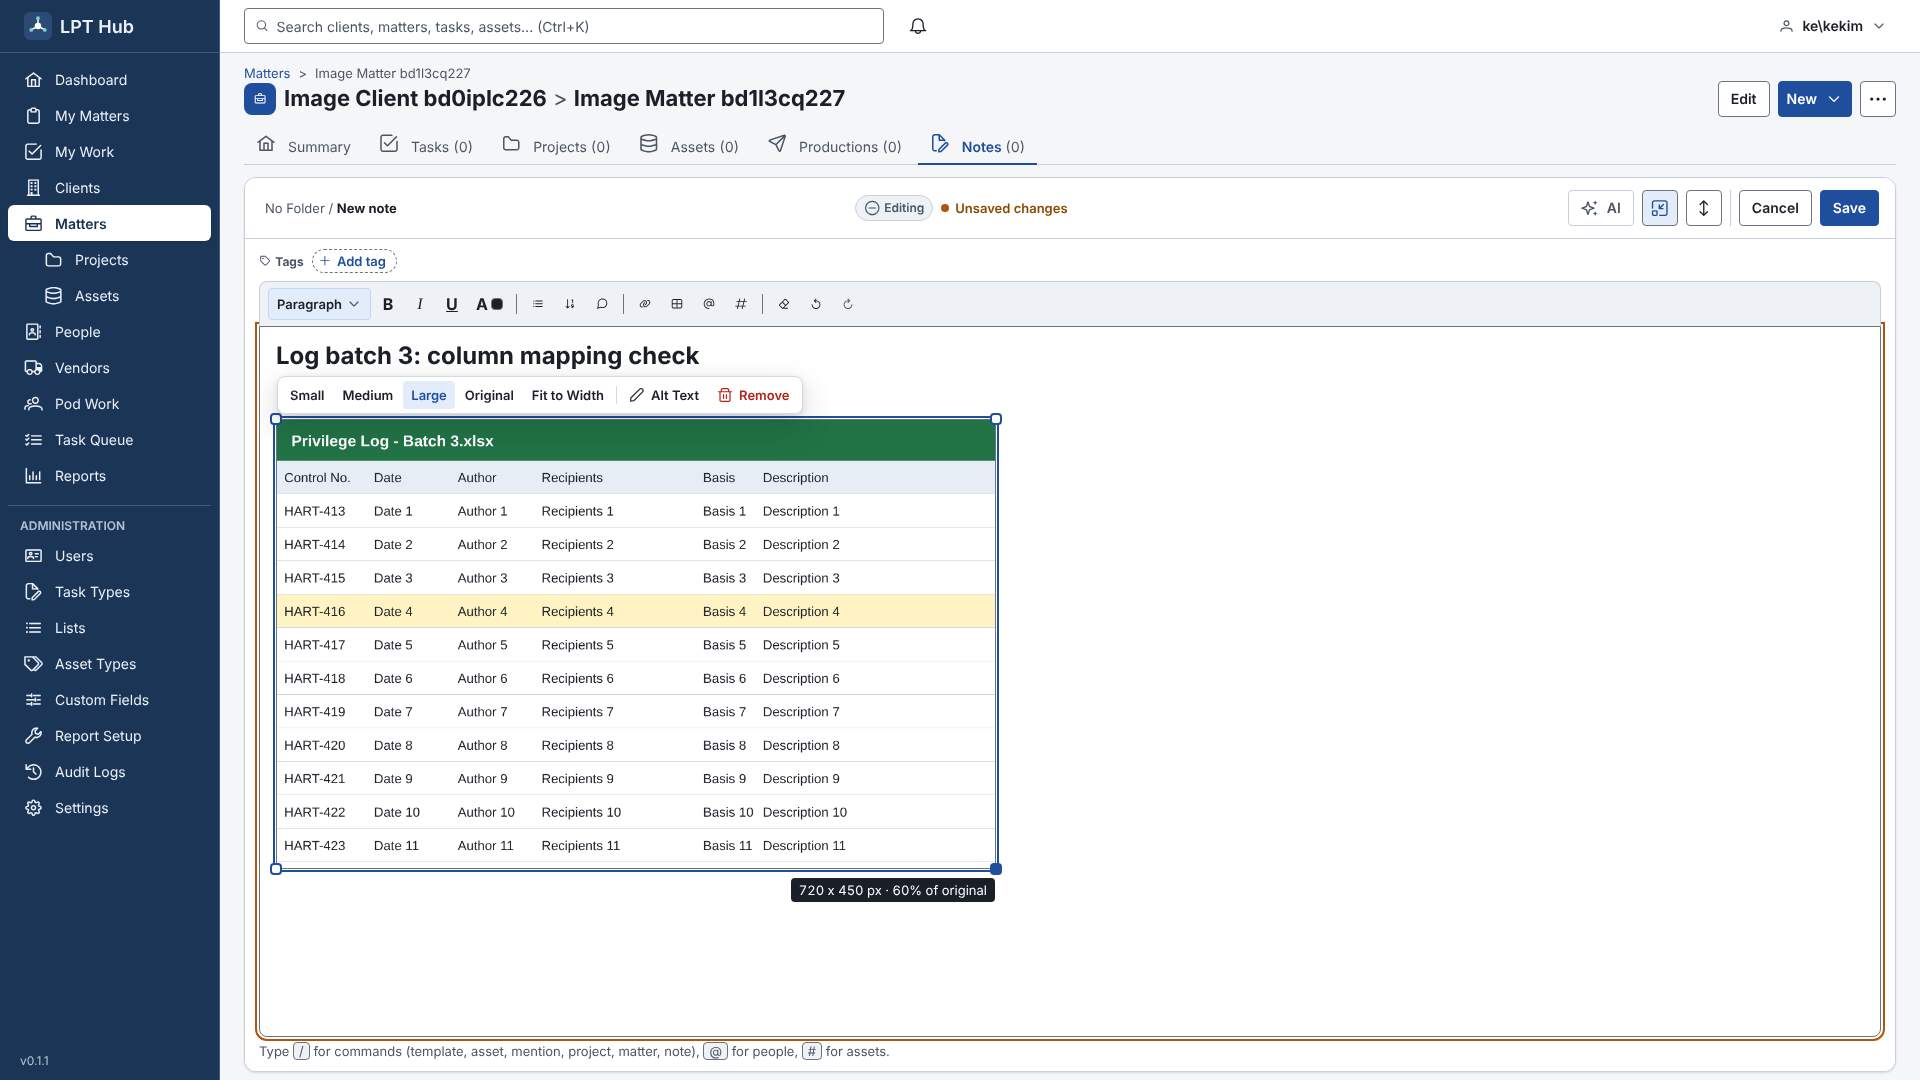 LPT Hub
Search clients, matters, tasks, assets... (Ctrl+K)
ke\kekim
Dashboard
My Matters
My Work
Clients
Matters
Projects
Assets
People
Vendors
Pod Work
Task Queue
Reports
ADMINISTRATION
Users
Task Types
Lists
Asset Types
Custom Fields
Report Setup
Audit Logs
Settings
v0.1.1
Matters > Image Matter bd1l3cq227
Image Client bd0iplc226 > Image Matter bd1l3cq227
Edit New ...
Summary Tasks (0) Projects (0) Assets (0) Productions (0) Notes (0)
No Folder / New note Editing Unsaved changes AI Cancel Save
Tags + Add tag
Paragraph B I U A @ #
Log batch 3: column mapping check
Small Medium Large Original Fit to Width Alt Text Remove
Privilege Log - Batch 3.xlsx
Control No. Date Author Recipients Basis Description
HART-413 Date 1 Author 1 Recipients 1 Basis 1 Description 1
HART-414 Date 2 Author 2 Recipients 2 Basis 2 Description 2
HART-415 Date 3 Author 3 Recipients 3 Basis 3 Description 3
HART-416 Date 4 Author 4 Recipients 4 Basis 4 Description 4
HART-417 Date 5 Author 5 Recipients 5 Basis 5 Description 5
HART-418 Date 6 Author 6 Recipients 6 Basis 6 Description 6
HART-419 Date 7 Author 7 Recipients 7 Basis 7 Description 7
HART-420 Date 8 Author 8 Recipients 8 Basis 8 Description 8
HART-421 Date 9 Author 9 Recipients 9 Basis 9 Description 9
HART-422 Date 10 Author 10 Recipients 10 Basis 10 Description 10
HART-423 Date 11 Author 11 Recipients 11 Basis 11 Description 11
720 x 450 px · 60% of original
Type / for commands (template, asset, mention, project, matter, note), @ for people, # for assets.